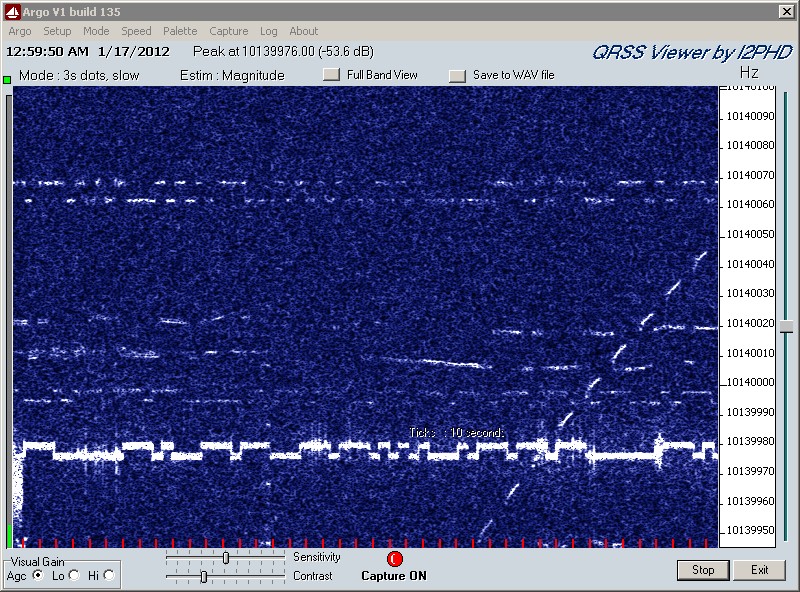 Argo V1 build 135
Argo Setup Mode Speed Palette Capture Log About
12:59:50 AM 1/17/2012 Peak at 10139976.00 (-53.6 dB) QRSS Viewer by I2PHD
Mode : 3s dots, slow Estim : Magnitude Full Band View Save to WAV file Hz
10140100
10140090
10140080
10140070
10140060
10140050
10140040
10140030
10140020
10140010
10140000
10139990
Ticks : 10 seconds
10139980
10139970
10139960
10139950
Visual Gain
Agc Lo Hi
Sensitivity
Contrast
Capture ON
Stop Exit